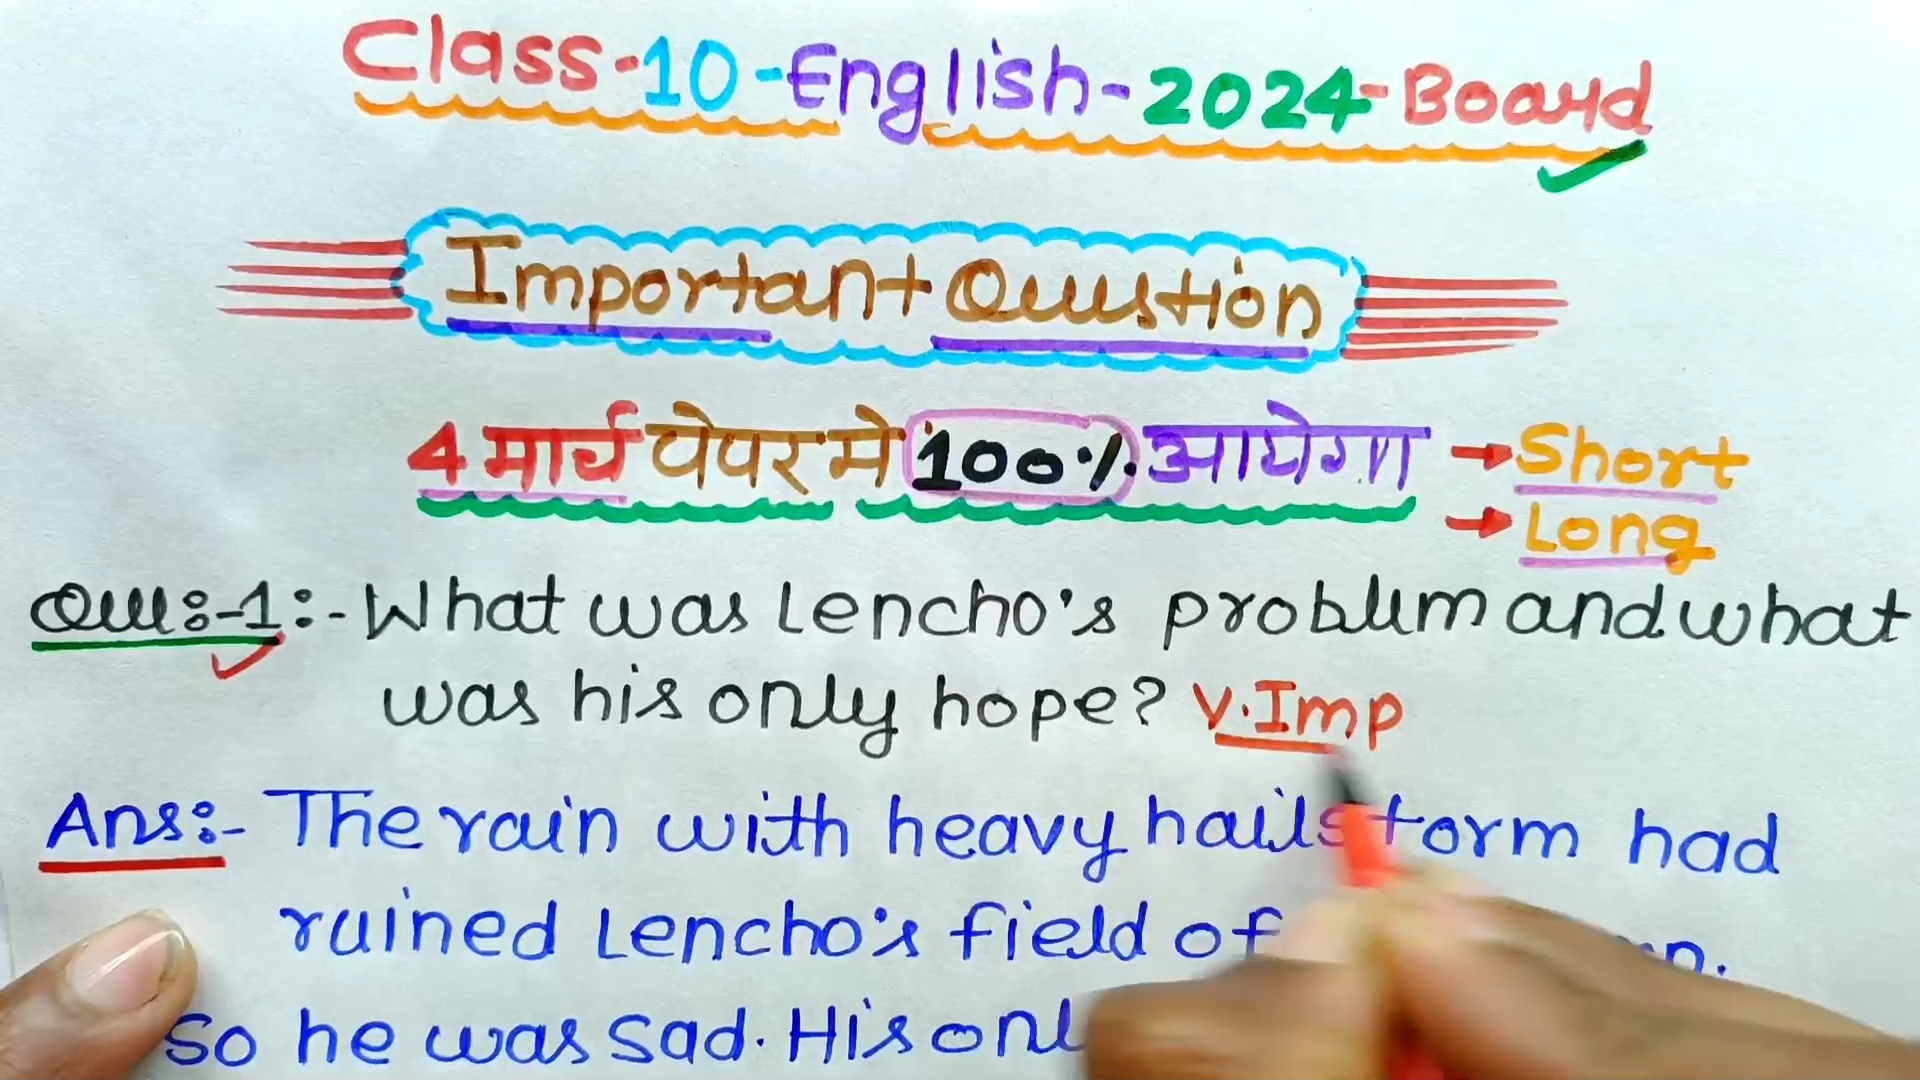 Class-10-English-2024-Board
Important Question
4 मार्च पेपर मे 100% आयेगा → Short
→ Long
Que:-1:- What was Lencho's problem and what
was his only hope? V.Imp
Ans:- The rain with heavy hailstorm had
ruined Lencho's field of
So he was sad. His